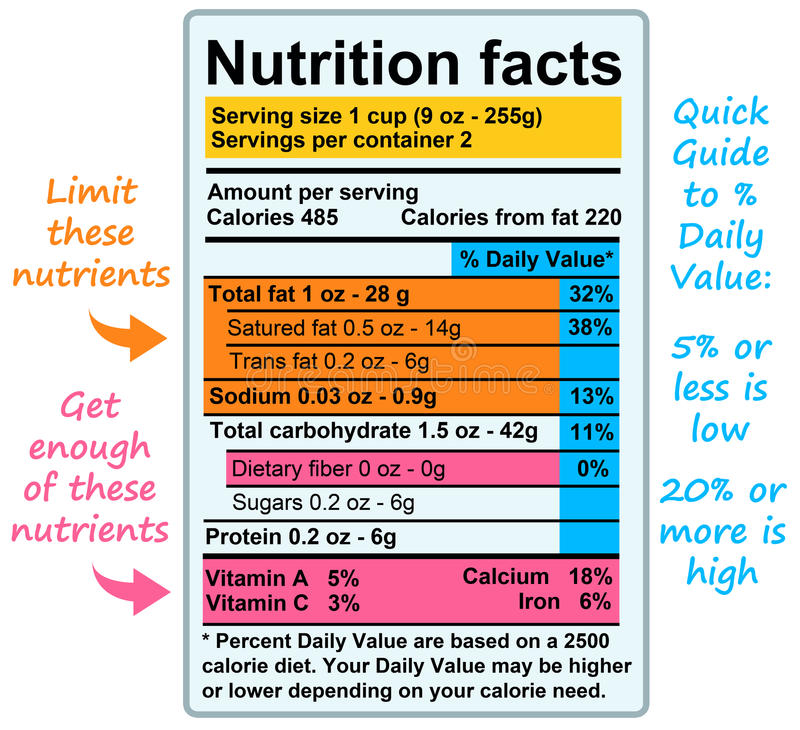 Nutrition facts
Serving size 1 cup (9 oz - 255g)
Servings per container 2
Amount per serving
Calories 485 Calories from fat 220
% Daily Value*
Total fat 1 oz - 28 g 32%
Satured fat 0.5 oz - 14g 38%
Trans fat 0.2 oz - 6g
Sodium 0.03 oz - 0.9g 13%
Total carbohydrate 1.5 oz - 42g 11%
Dietary fiber 0 oz - 0g 0%
Sugars 0.2 oz - 6g
Protein 0.2 oz - 6g
Vitamin A 5% Calcium 18%
Vitamin C 3% Iron 6%
* Percent Daily Value are based on a 2500
calorie diet. Your Daily Value may be higher
or lower depending on your calorie need.
Limit
these
nutrients
Get
enough
of these
nutrients
Quick
Guide
to %
Daily
Value:
5% or
less is
low
20% or
more is
high
dreamstime